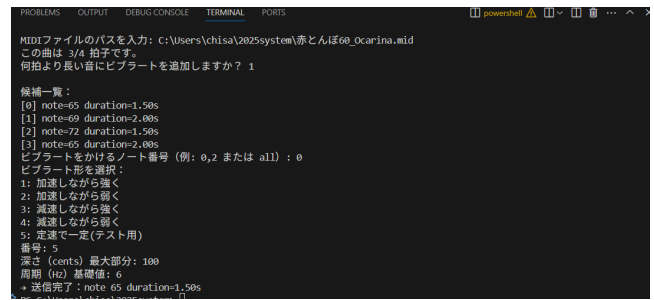 PROBLEMS OUTPUT DEBUG CONSOLE TERMINAL PORTS powershell
MIDIファイルのパスを入力: C:\Users\chisa\2025system\赤とんぼ60_Ocarina.mid
この曲は 3/4 拍子です。
何拍より長い音にビブラートを追加しますか？ 1
候補一覧：
[0] note=65 duration=1.50s
[1] note=69 duration=2.00s
[2] note=72 duration=1.50s
[3] note=65 duration=2.00s
ビブラートをかけるノート番号（例: 0,2 または all）: 0
ビブラート形を選択：
1: 加速しながら強く
2: 加速しながら弱く
3: 減速しながら強く
4: 減速しながら弱く
5: 定速で一定(テスト用)
番号: 5
深さ（cents）最大部分: 100
周期（Hz）基礎値: 6
→ 送信完了：note 65 duration=1.50s
PS C:\Users\chisa\2025system>